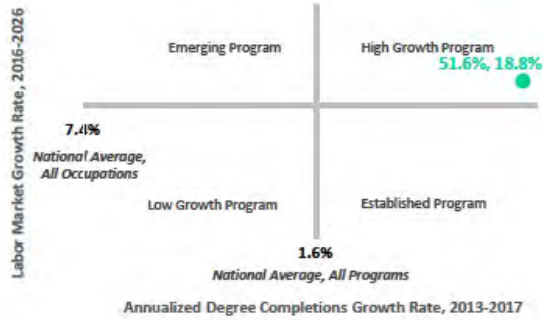 Labor Market Growth Rate, 2016-2026
Emerging Program
High Growth Program
51.6%, 18.8%
7.4%
National Average,
All Occupations
Low Growth Program
Established Program
1.6%
National Average, All Programs
Annualized Degree Completions Growth Rate, 2013-2017